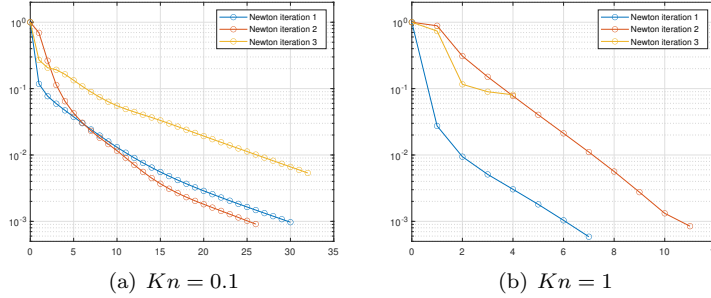 Newton iteration 1
Newton iteration 2
Newton iteration 3
10^0
10^-1
10^-2
10^-3
0 5 10 15 20 25 30 35
(a) Kn = 0.1
Newton iteration 1
Newton iteration 2
Newton iteration 3
10^0
10^-1
10^-2
10^-3
0 2 4 6 8 10
(b) Kn = 1